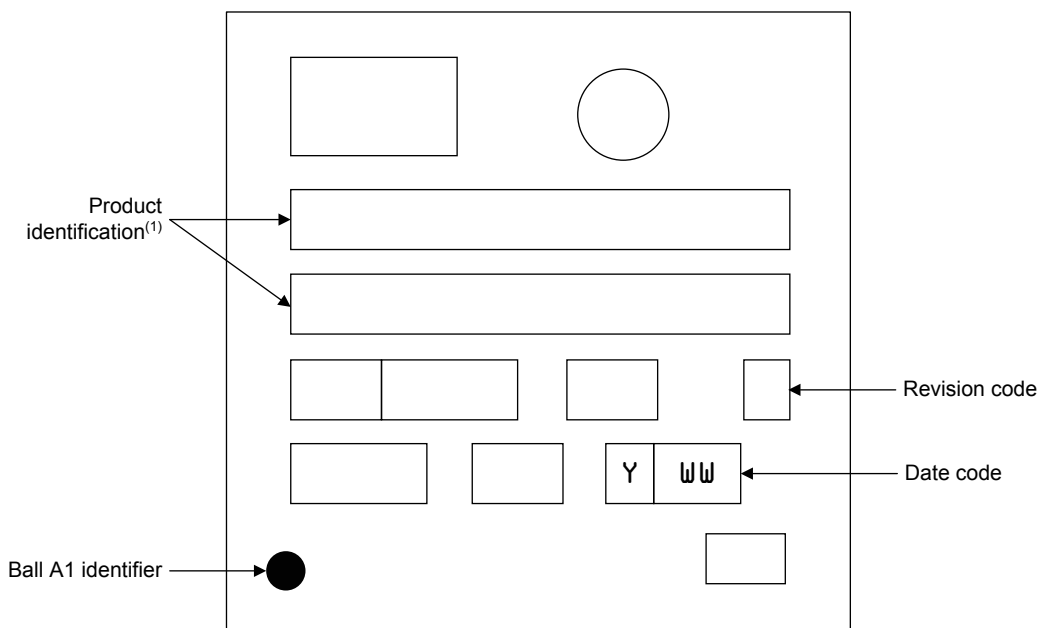 Product
identification(1)
Revision code
Y WW
Date code
Ball A1 identifier